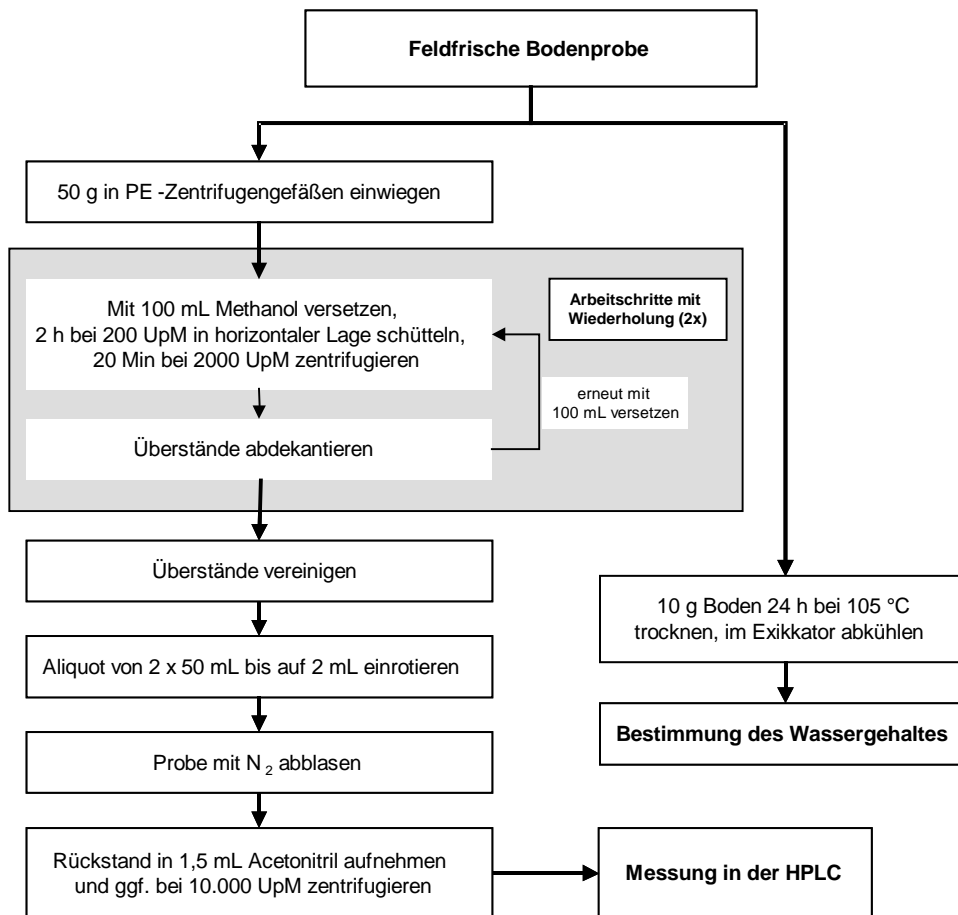 Feldfrische Bodenprobe
50 g in PE -Zentrifugengefäßen einwiegen
Mit 100 mL Methanol versetzen,
2 h bei 200 UpM in horizontaler Lage schütteln,
20 Min bei 2000 UpM zentrifugieren
Arbeitschritte mit
Wiederholung (2x)
erneut mit
100 mL versetzen
Überstände abdekantieren
Überstände vereinigen
Aliquot von 2 x 50 mL bis auf 2 mL einrotieren
Probe mit N2 abblasen
Rückstand in 1,5 mL Acetonitril aufnehmen
und ggf. bei 10.000 UpM zentrifugieren
10 g Boden 24 h bei 105 °C
trocknen, im Exikkator abkühlen
Bestimmung des Wassergehaltes
Messung in der HPLC